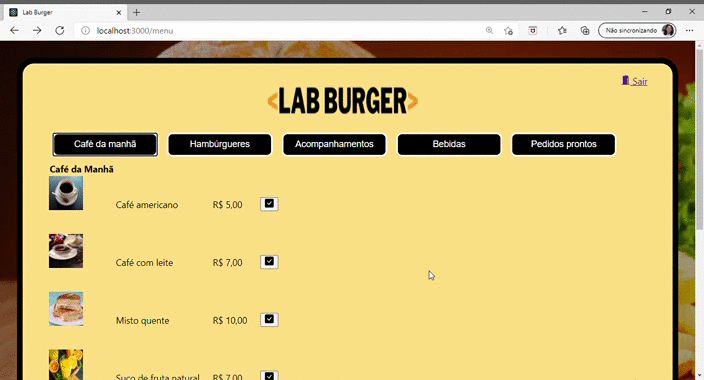 Lab Burger
localhost:3000/menu
Não sincronizando
Sair
<LAB BURGER>
Café da manhã
Hambúrgueres
Acompanhamentos
Bebidas
Pedidos prontos
Café da Manhã
Café americano R$ 5,00
Café com leite R$ 7,00
Misto quente R$ 10,00
Suco de fruta natural R$ 7,00